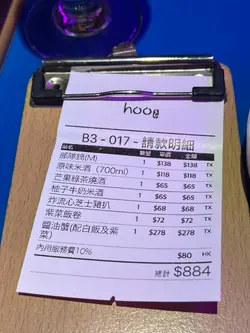 hoo
B3 - 017 - 請款明細
品名 數量 單價 金額
部隊鍋(M) 1 $138 $138 TX
原味米酒（700ml） 1 $118 $118 TX
芒果綠茶燒酒 1 $65 $65 TX
柚子牛奶米酒 1 $65 $65 TX
炸流心芝士豬扒 1 $68 $68 TX
紫菜飯卷 1 $72 $72 TX
醬油蟹(配白飯及紫 1 $278 $278 TX
菜)
內用服務費10% $80 HK
總計 $884